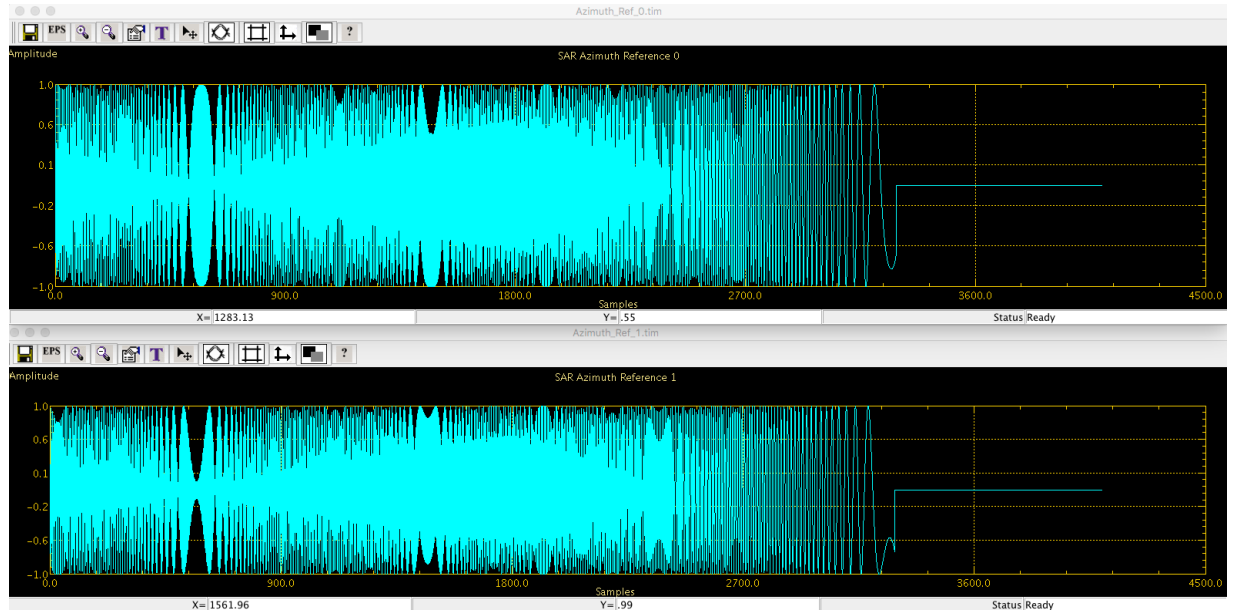 Azimuth_Ref_0.tim
EPS T ?
Amplitude
SAR Azimuth Reference 0
1.0
0.6
0.1
-0.2
-0.6
-1.0
0.0 900.0 1800.0 2700.0 3600.0 4500.0
Samples
X= 1283.13 Y= .55 Status Ready
Azimuth_Ref_1.tim
EPS T ?
Amplitude
SAR Azimuth Reference 1
1.0
0.6
0.1
-0.2
-0.6
-1.0
0.0 900.0 1800.0 2700.0 3600.0 4500.0
Samples
X= 1561.96 Y= .99 Status Ready